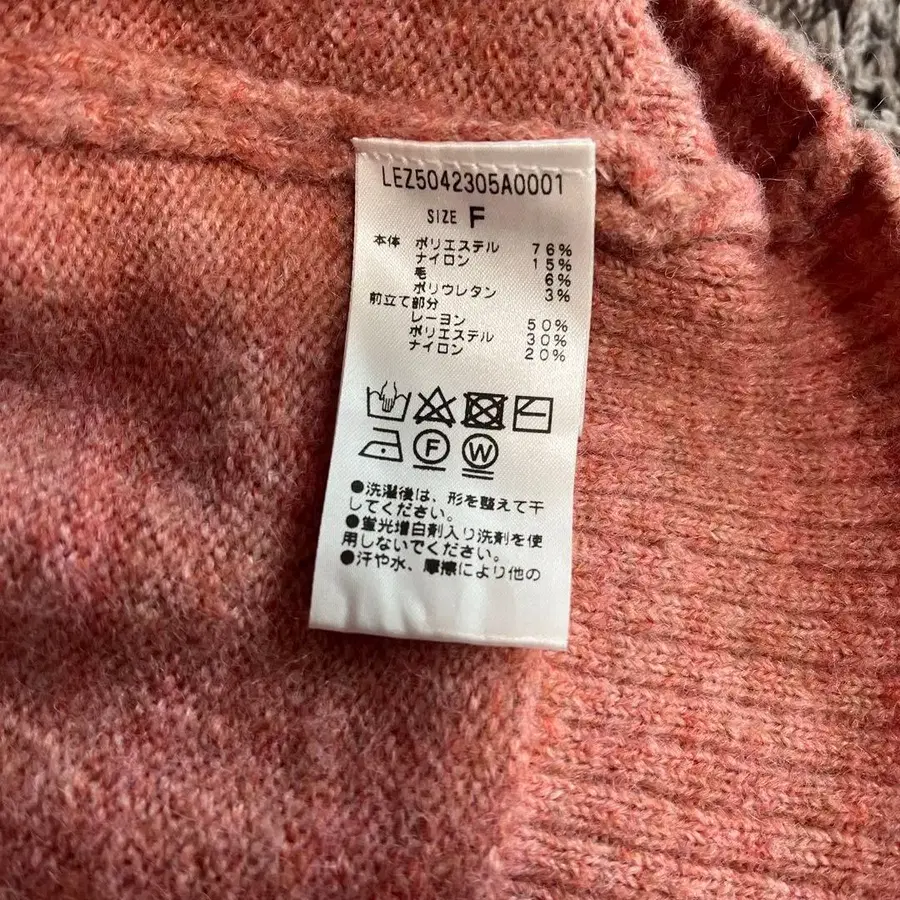 LEZ5042305A0001
SIZE F
本体 ポリエステル 76%
ナイロン 15%
毛 6%
ポリウレタン 3%
前立て部分
レーヨン 50%
ポリエステル 30%
ナイロン 20%
F W
●洗濯後は、形を整えて干
してください。
●蛍光増白剤入り洗剤を使
用しないでください。
●汗や水、摩擦により他の